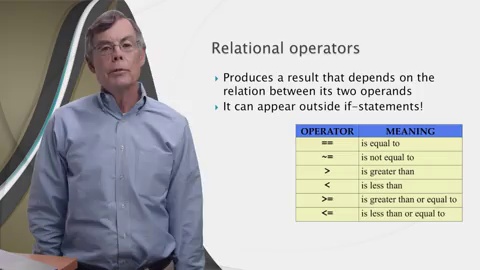 Relational operators
Produces a result that depends on the
relation between its two operands
It can appear outside if-statements!
OPERATOR MEANING
== is equal to
~= is not equal to
> is greater than
< is less than
>= is greater than or equal to
<= is less than or equal to